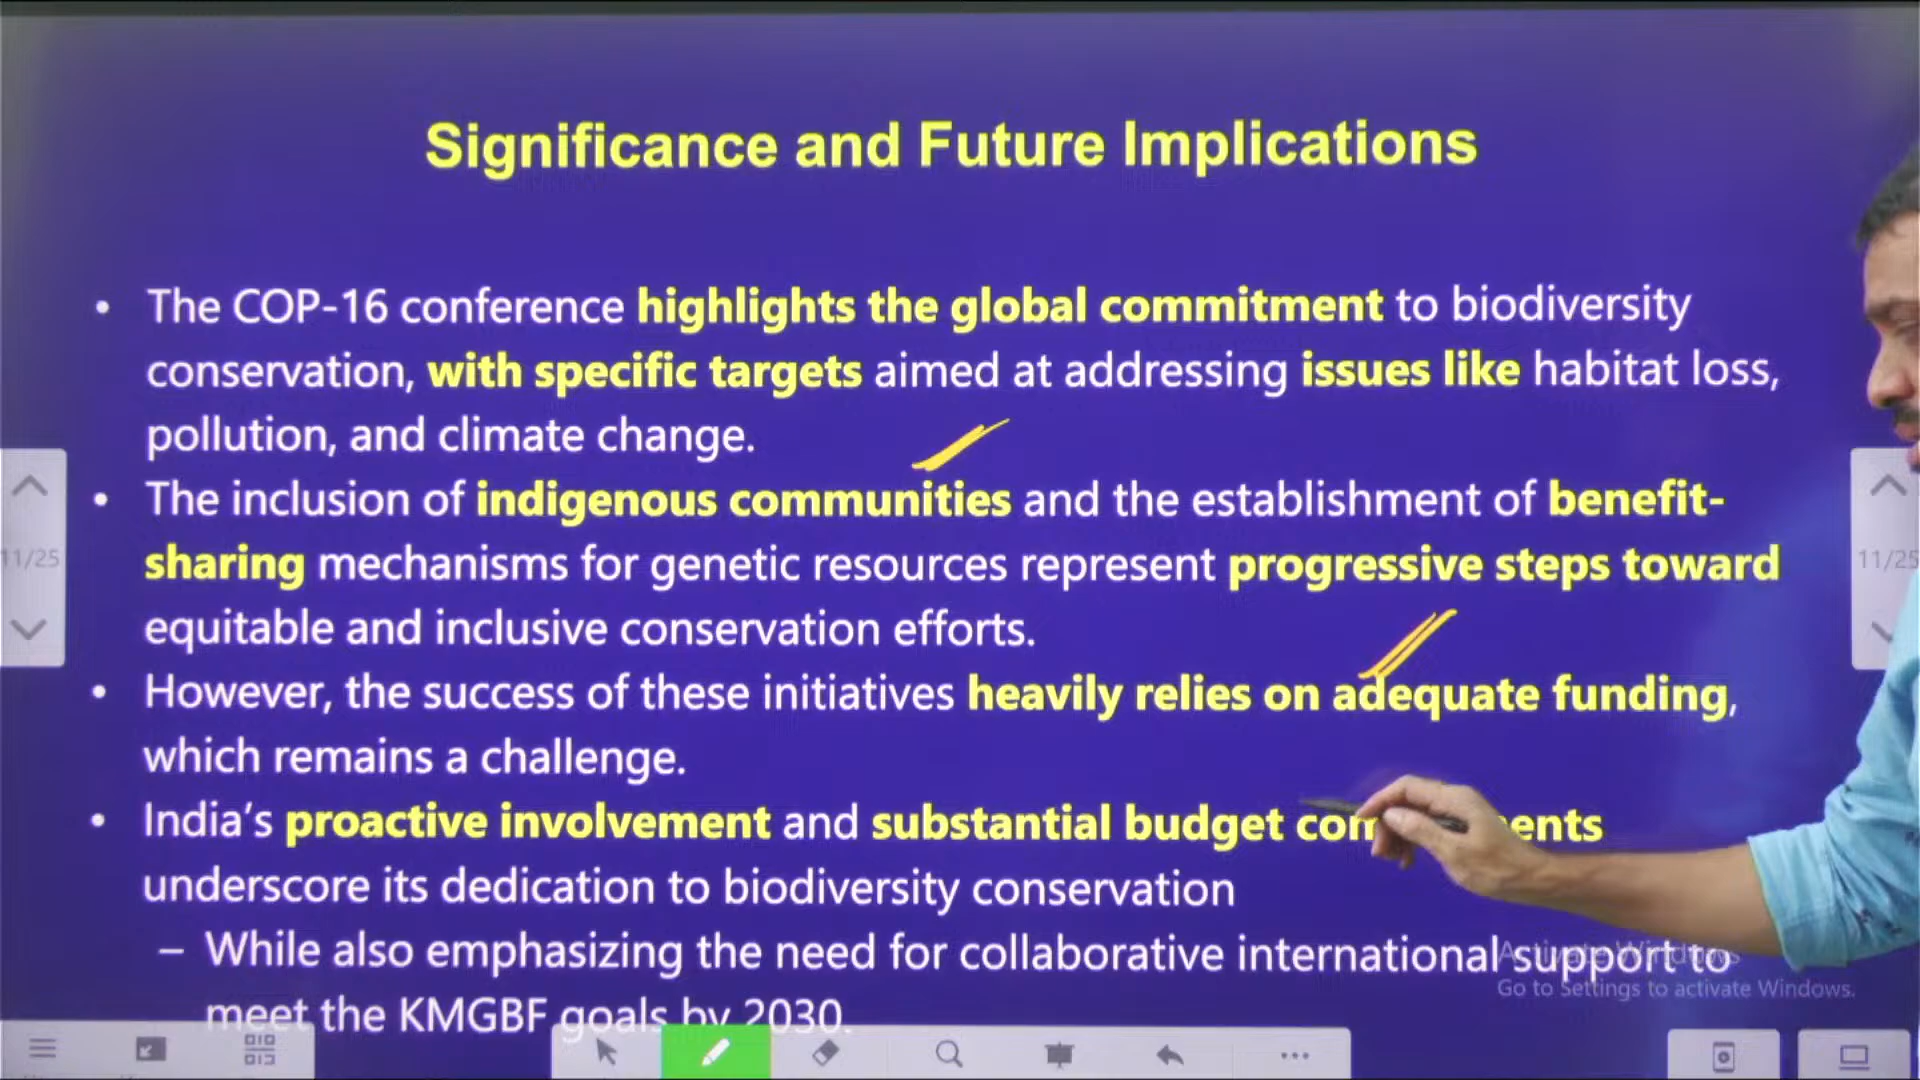 Significance and Future Implications
• The COP-16 conference highlights the global commitment to biodiversity
conservation, with specific targets aimed at addressing issues like habitat loss,
pollution, and climate change.
• The inclusion of indigenous communities and the establishment of benefit-
sharing mechanisms for genetic resources represent progressive steps toward
equitable and inclusive conservation efforts.
11/25
11/25
• However, the success of these initiatives heavily relies on adequate funding,
which remains a challenge.
• India's proactive involvement and substantial budget
underscore its dedication to biodiversity conservation
– While also emphasizing the need for collaborative international support to
meet the KMGBF goals by 2030.
Activate Windows
Go to Settings to activate Windows.